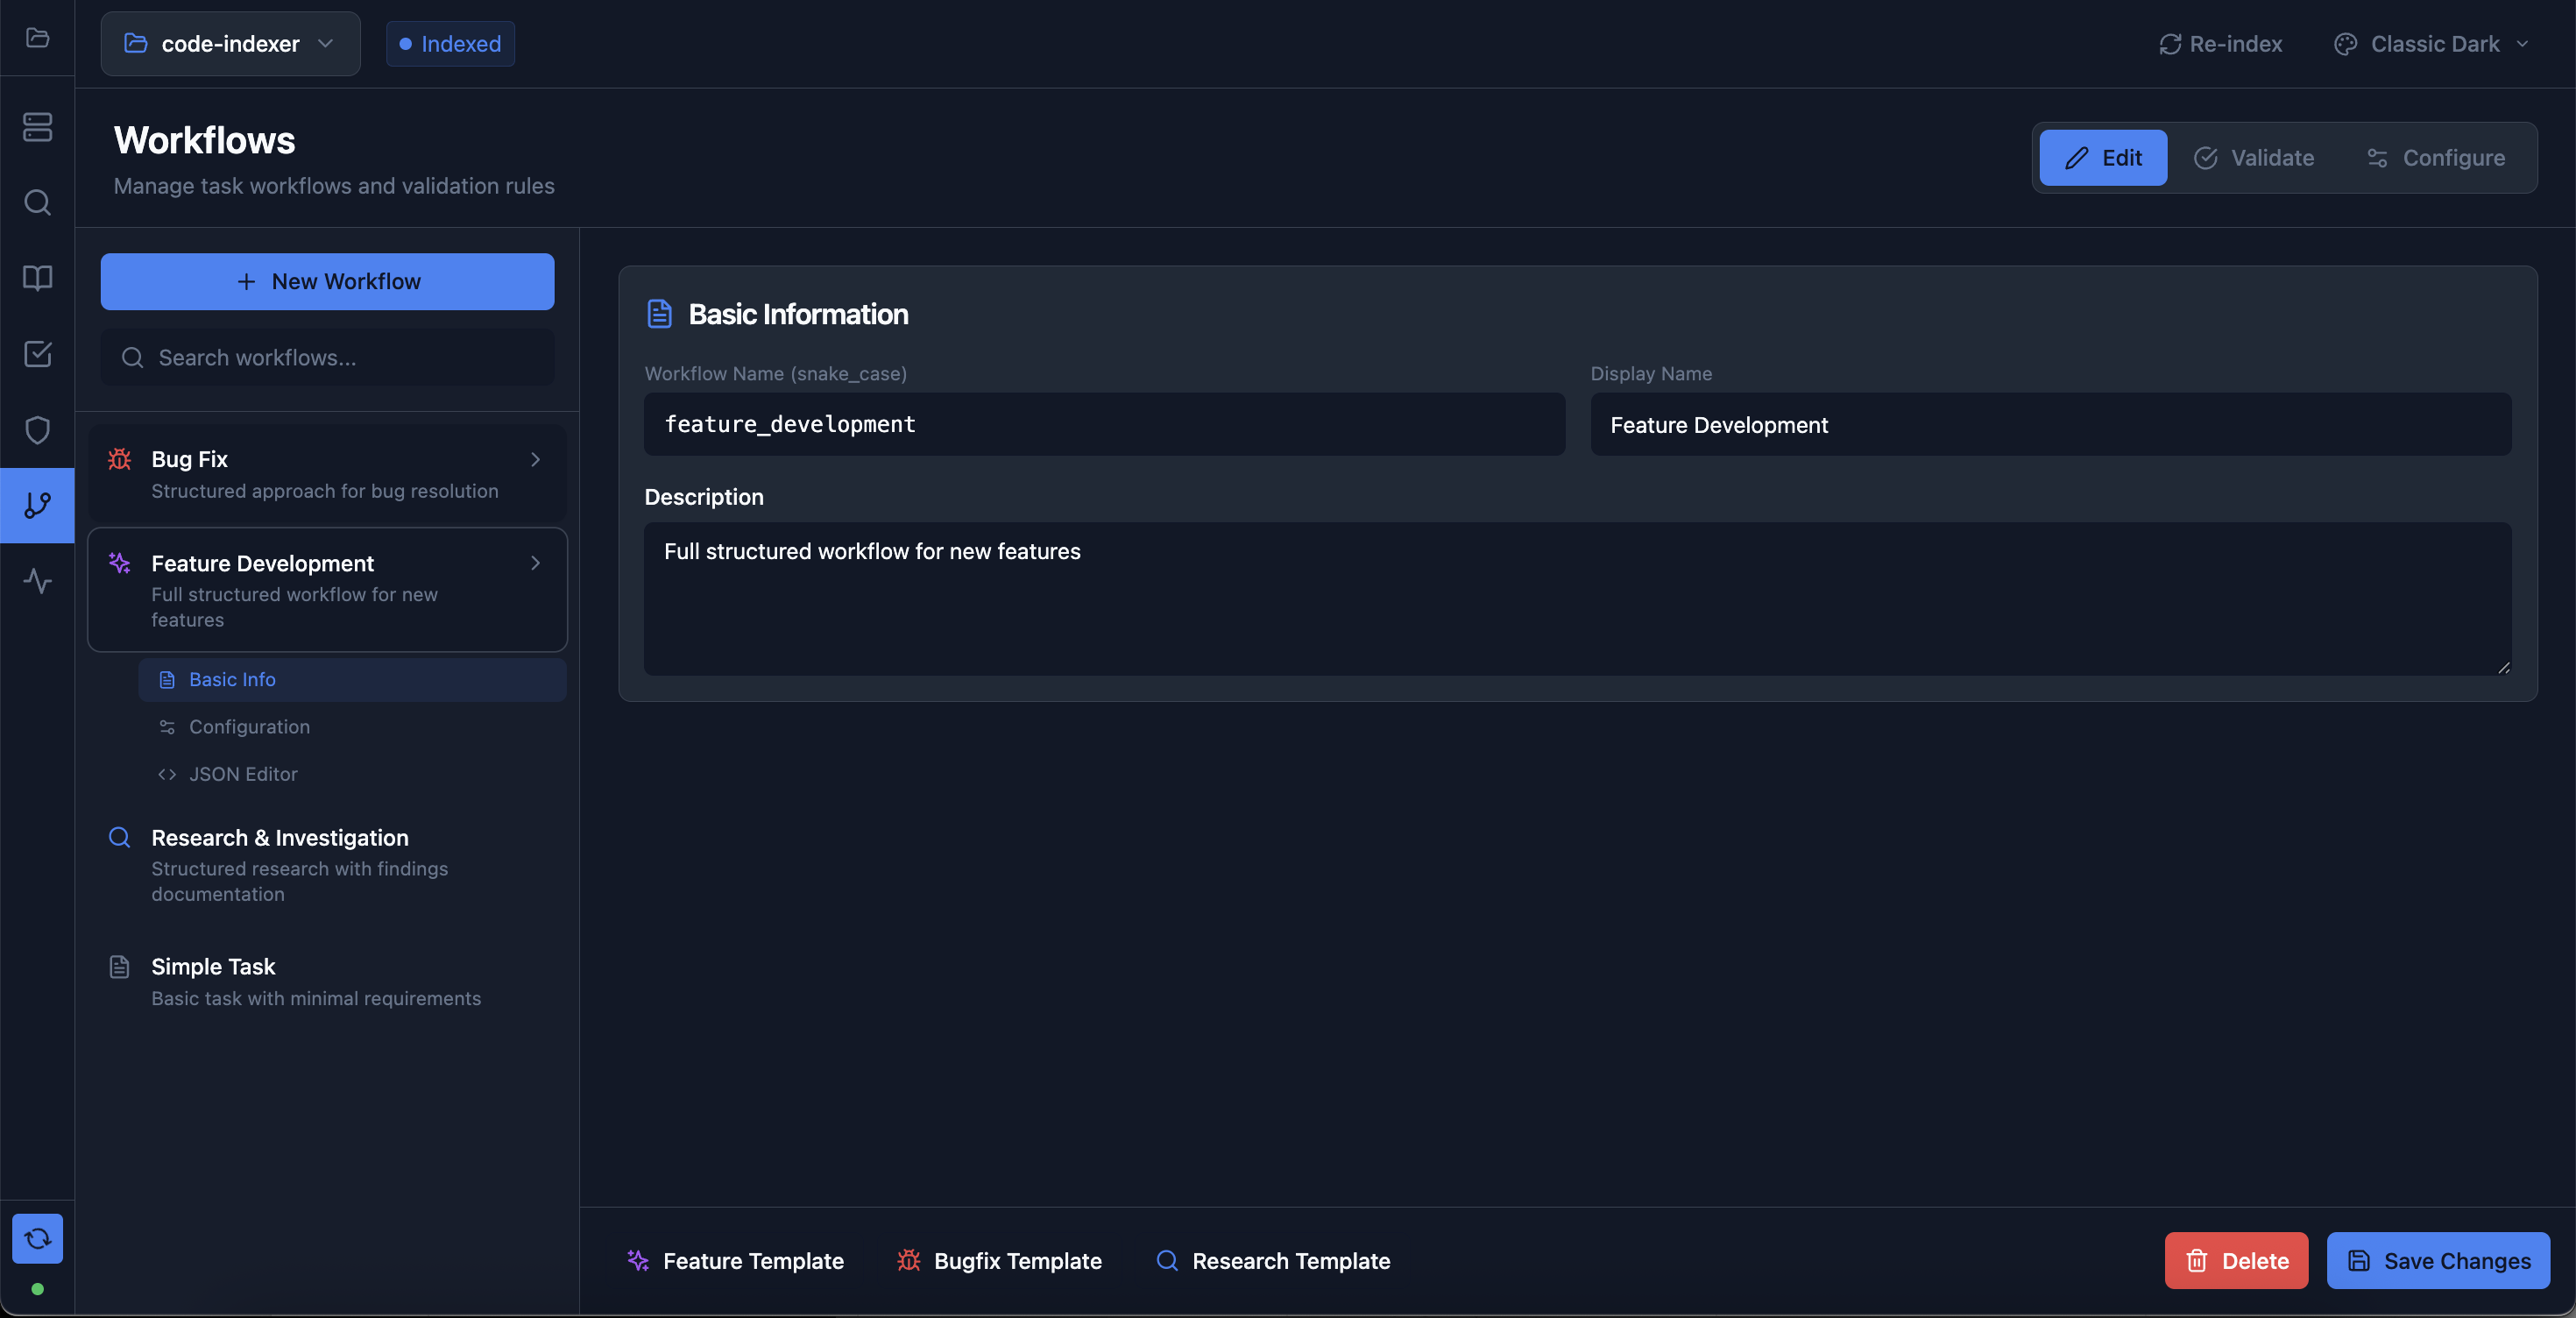 code-indexer
Indexed
Re-index
Classic Dark
Workflows
Manage task workflows and validation rules
Edit
Validate
Configure
New Workflow
Search workflows...
Bug Fix
Structured approach for bug resolution
Feature Development
Full structured workflow for new
features
Basic Info
Configuration
JSON Editor
Research & Investigation
Structured research with findings
documentation
Simple Task
Basic task with minimal requirements
Basic Information
Workflow Name (snake_case)
feature_development
Display Name
Feature Development
Description
Full structured workflow for new features
Feature Template
Bugfix Template
Research Template
Delete
Save Changes